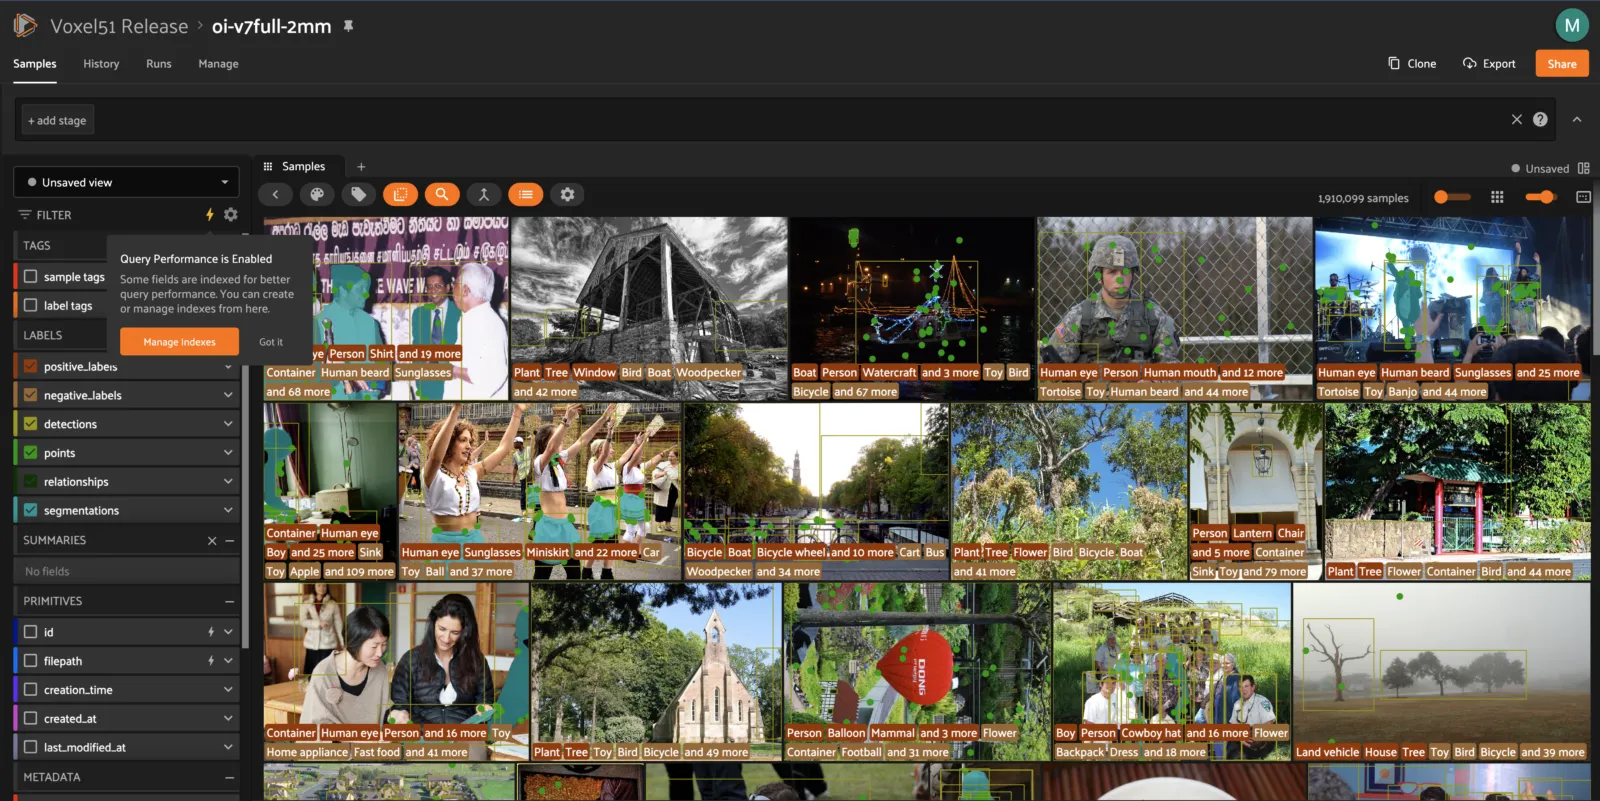 Voxel51 Release > oi-v7full-2mm
M
Samples History Runs Manage
Clone Export Share
+ add stage
?
Unsaved view
Samples +
Unsaved
FILTER
1,910,099 samples
TAGS
sample tags
label tags
LABELS
Query Performance is Enabled
Some fields are indexed for better
query performance. You can create
or manage indexes from here.
Manage Indexes Got it
positive_labels
negative_labels
detections
points
relationships
segmentations
SUMMARIES
No fields
PRIMITIVES
id
filepath
creation_time
created_at
last_modified_at
METADATA
ye Person Shirt and 19 more
Container Human beard Sunglasses
and 68 more
Plant Tree Window Bird Boat Woodpecker
and 42 more
Boat Person Watercraft and 3 more Toy Bird
Bicycle and 67 more
Human eye Person Human mouth and 12 more
Tortoise Toy Human beard and 44 more
Human eye Human beard Sunglasses and 25 more
Tortoise Toy Banjo and 44 more
Container Human eye
Boy and 25 more Sink
Toy Apple and 109 more
Human eye Sunglasses Miniskirt and 22 more Car
Toy Ball and 37 more
Bicycle Boat Bicycle wheel and 10 more Cart Bus
Woodpecker and 34 more
Plant Tree Flower Bird Bicycle Boat
and 41 more
Person Lantern Chair
and 5 more Container
Sink Toy and 79 more
Plant Tree Flower Container Bird and 44 more
Container Human eye Person and 16 more Toy
Home appliance Fast food and 41 more
Plant Tree Toy Bird Bicycle and 49 more
DONG
Person Balloon Mammal and 3 more Flower
Container Football and 31 more
Boy Person Cowboy hat and 16 more Flower
Backpack Dress and 18 more
Land vehicle House Tree Toy Bird Bicycle and 39 more